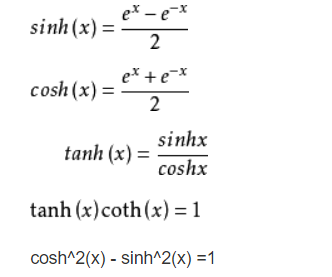 sinh(x) = (e^x − e^−x)/2
cosh(x) = (e^x + e^−x)/2
tanh(x) = sinhx/coshx
tanh(x)coth(x) = 1
cosh^2(x) - sinh^2(x) =1